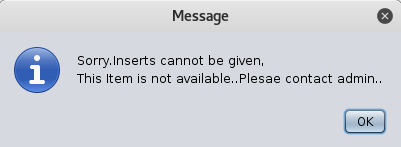 Message
Sorry.Inserts cannot be given,
This Item is not available..Plesae contact admin..
OK